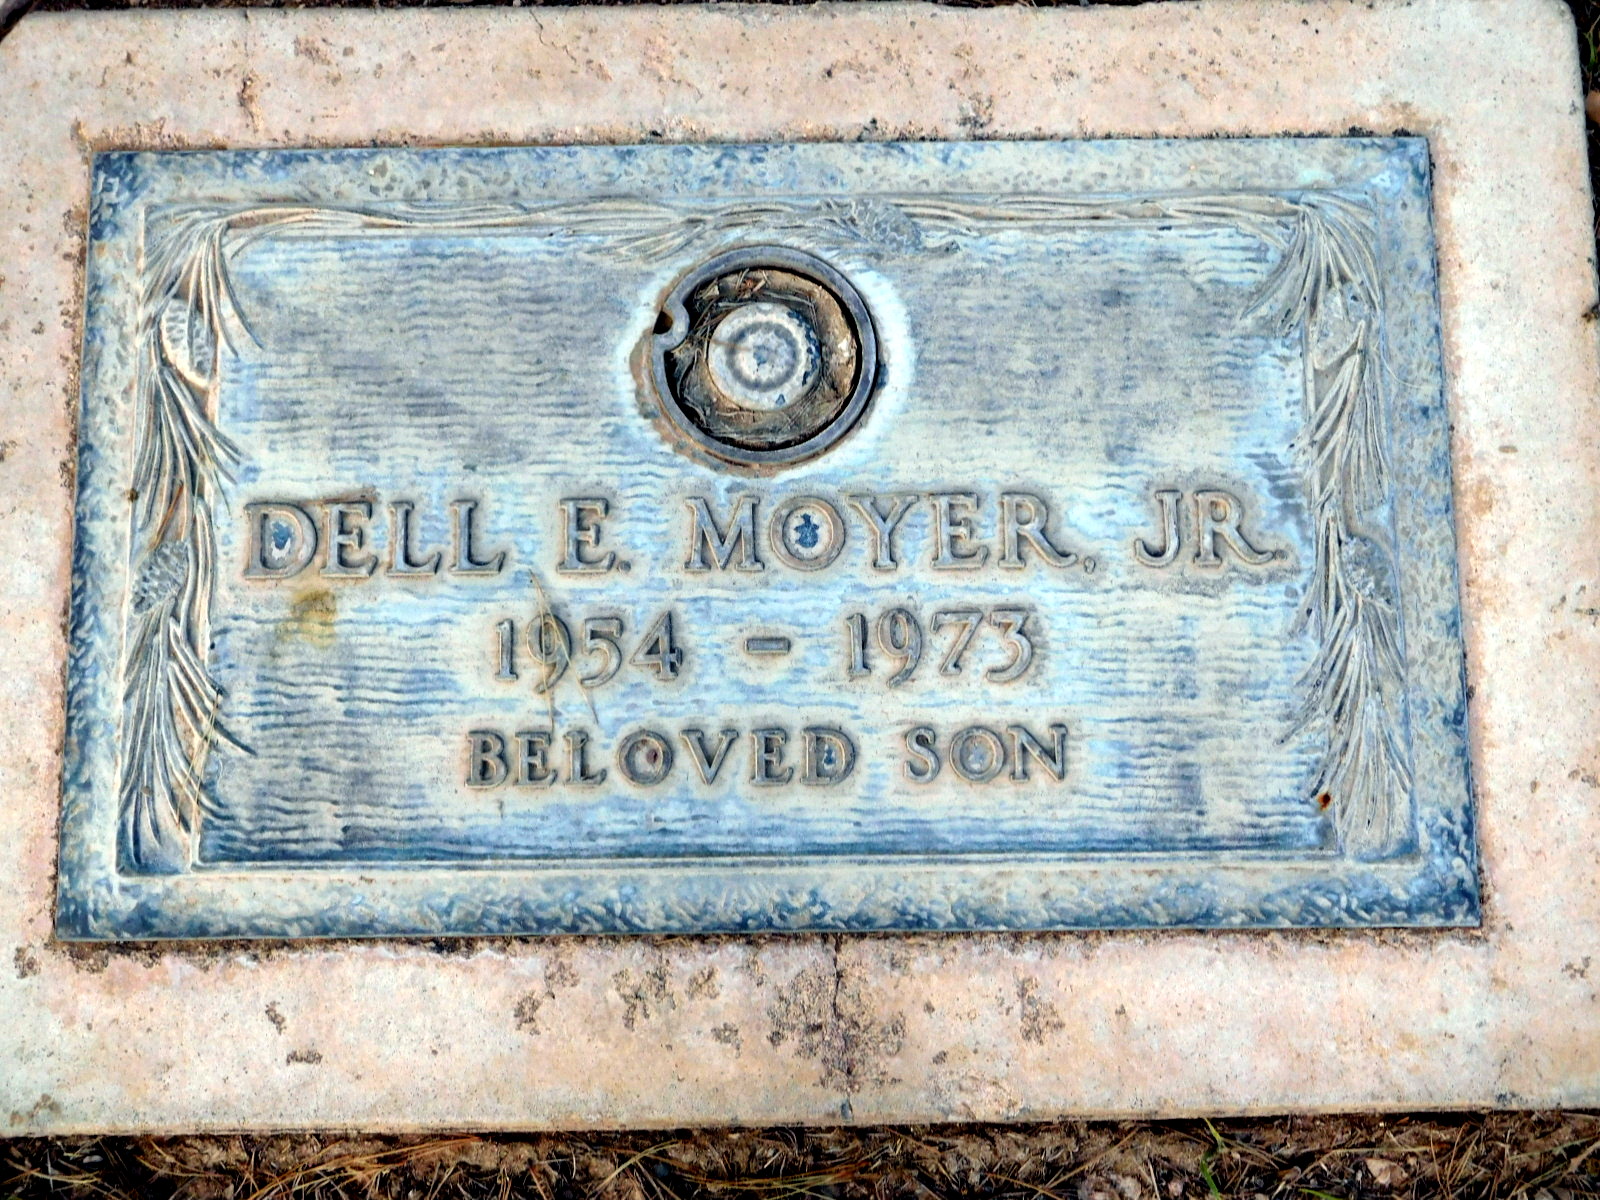 DELL E. MOYER, JR.
1954 - 1973
BELOVED SON